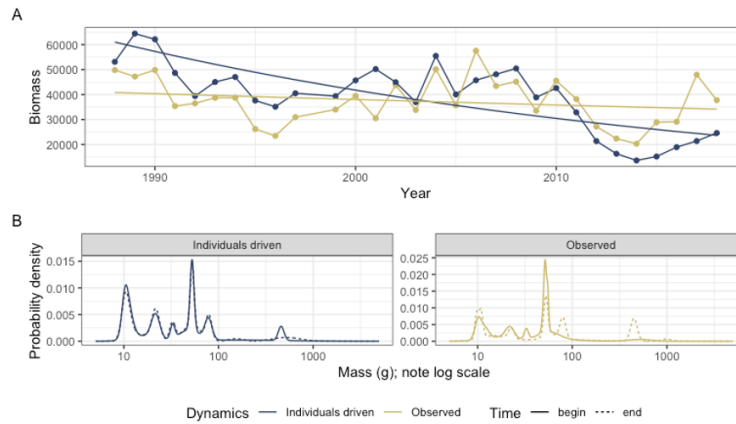 A
60000
50000
40000
30000
20000
Biomass
1990
2000
2010
Year
B
Individuals driven
Observed
0.015
0.010
0.005
0.000
0.025
0.020
0.015
0.010
0.005
0.000
Probability density
10
100
1000
10
100
1000
Mass (g); note log scale
Dynamics Individuals driven Observed Time begin end